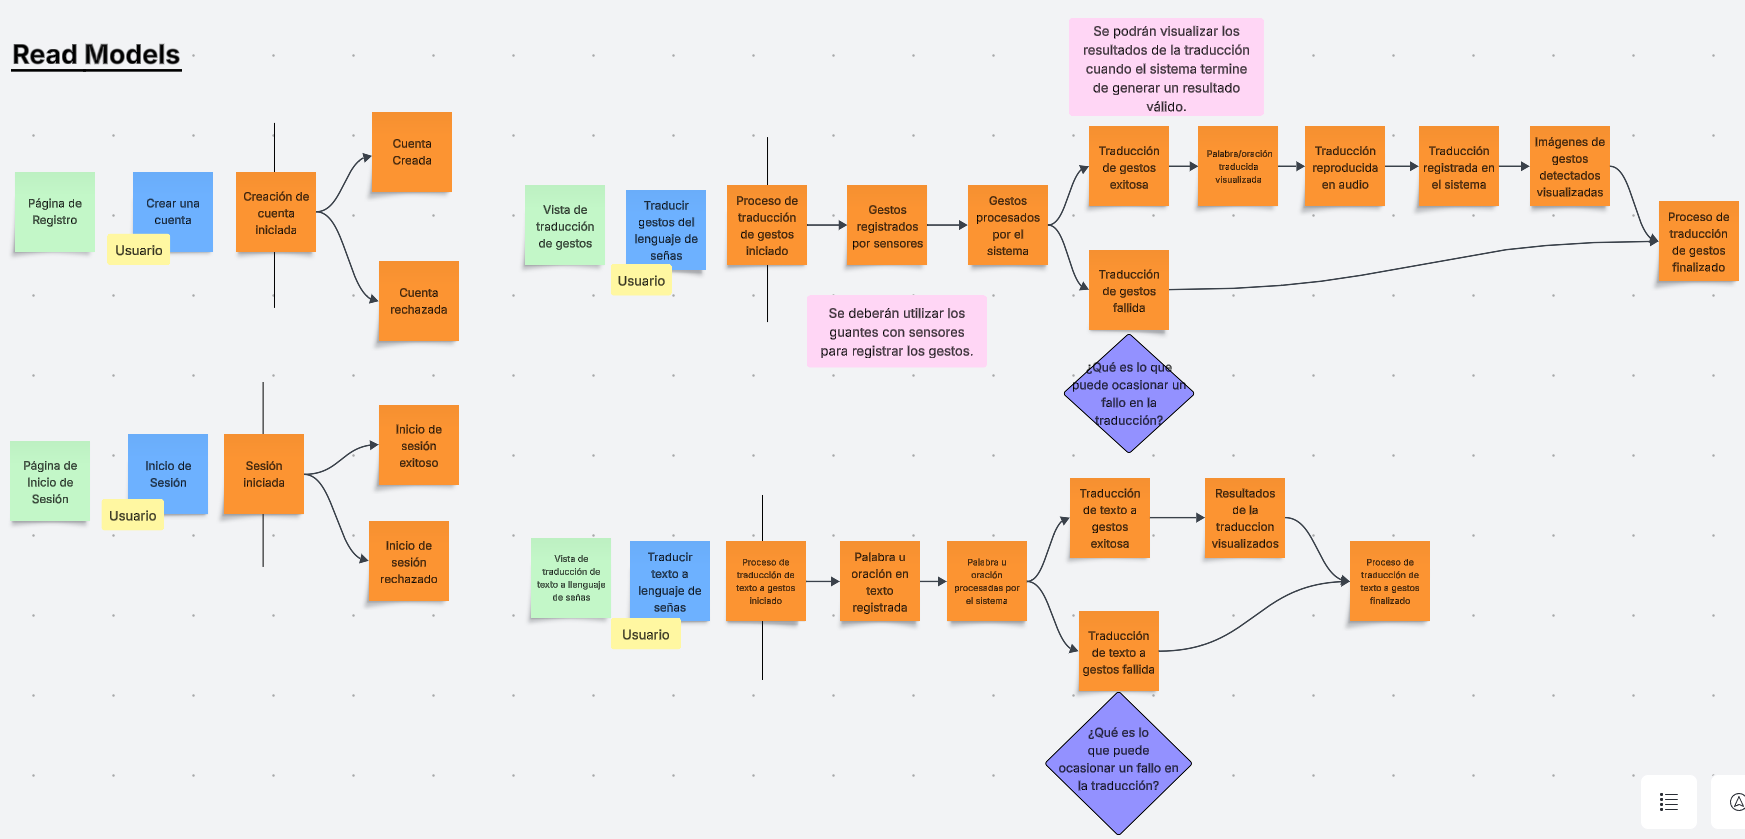 Read Models
Página de
Registro
Crear una
cuenta
Usuario
Creación de
cuenta
iniciada
Cuenta
Creada
Cuenta
rechazada
Página de
Inicio de
Sesión
Inicio de
Sesión
Usuario
Sesión
iniciada
Inicio de
sesión
exitoso
Inicio de
sesión
rechazado
Vista de
traducción
de gestos
Traducir
gestos del
lenguaje de
señas
Usuario
Proceso de
traducción
de gestos
iniciado
Gestos
registrados
por sensores
Gestos
procesados
por el
sistema
Se deberán utilizar los
guantes con sensores
para registrar los gestos.
Se podrán visualizar los
resultados de la traducción
cuando el sistema termine
de generar un resultado
válido.
Traducción
de gestos
exitosa
Palabra/oración
traducida
visualizada
Traducción
reproducida
en audio
Traducción
registrada en
el sistema
Imágenes de
gestos
detectados
visualizadas
Traducción
de gestos
fallida
Proceso de
traducción
de gestos
finalizado
¿Qué es lo que
puede ocasionar un
fallo en la
traducción?
Vista de
traducción de
texto a llenguaje
de señas
Traducir
texto a
lenguaje de
señas
Usuario
Proceso de
traducción de
texto a gestos
iniciado
Palabra u
oración en
texto
registrada
Palabra u
oración
procesadas por
el sistema
Traducción
de texto a
gestos
exitosa
Resultados
de la
traduccion
visualizados
Traducción
de texto a
gestos fallida
Proceso de
traducción de
texto a gestos
finalizado
¿Qué es lo
que puede
ocasionar un fallo en
la traducción?